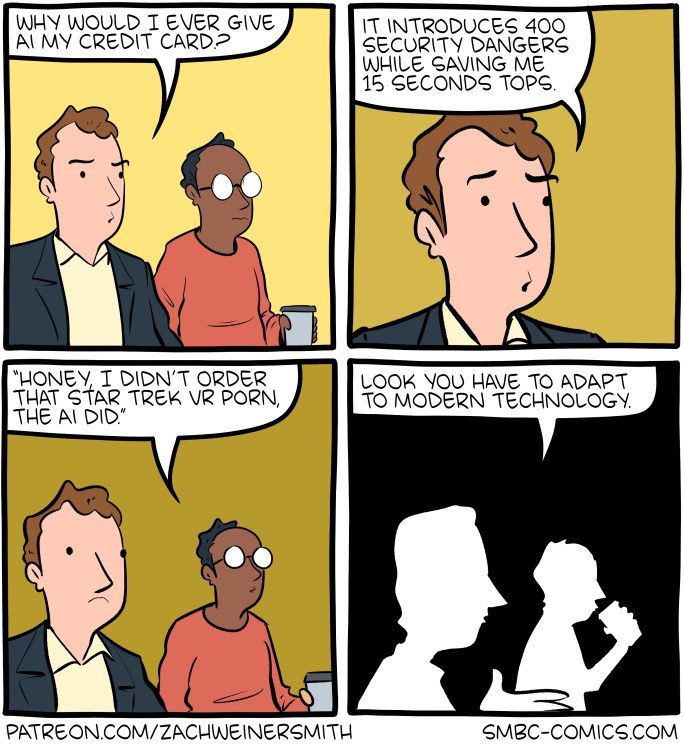 WHY WOULD I EVER GIVE
AI MY CREDIT CARD?
IT INTRODUCES 400
SECURITY DANGERS
WHILE SAVING ME
15 SECONDS TOPS.
"HONEY, I DIDN'T ORDER
THAT STAR TREK VR PORN,
THE AI DID."
LOOK YOU HAVE TO ADAPT
TO MODERN TECHNOLOGY.
PATREON.COM/ZACHWEINERSMITH
SMBC-COMICS.COM